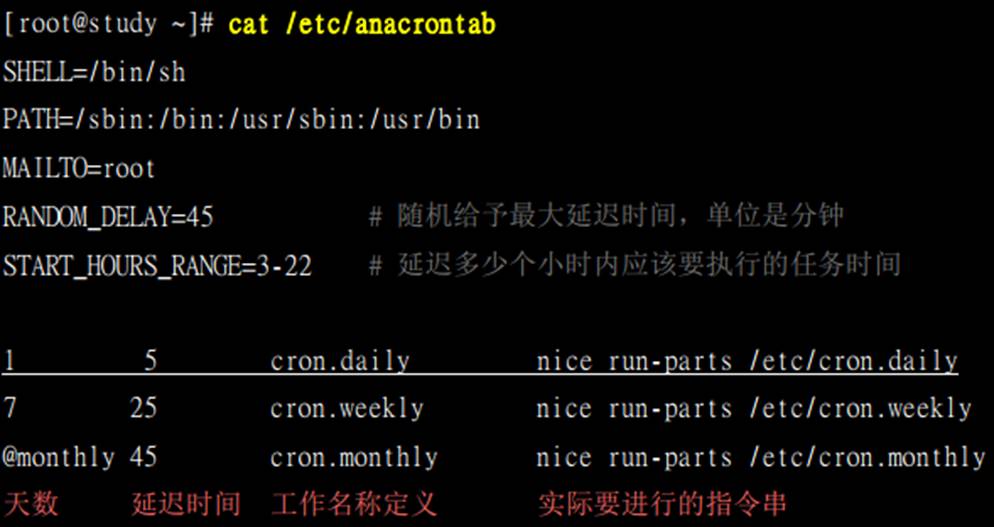 [root@study ~]# cat /etc/anacrontab
SHELL=/bin/sh
PATH=/sbin:/bin:/usr/sbin:/usr/bin
MAILTO=root
RANDOM_DELAY=45 # 随机给予最大延迟时间，单位是分钟
START_HOURS_RANGE=3-22 # 延迟多少个小时内应该要执行的任务时间
1 5 cron.daily nice run-parts /etc/cron.daily
7 25 cron.weekly nice run-parts /etc/cron.weekly
@monthly 45 cron.monthly nice run-parts /etc/cron.monthly
天数 延迟时间 工作名称定义 实际要进行的指令串